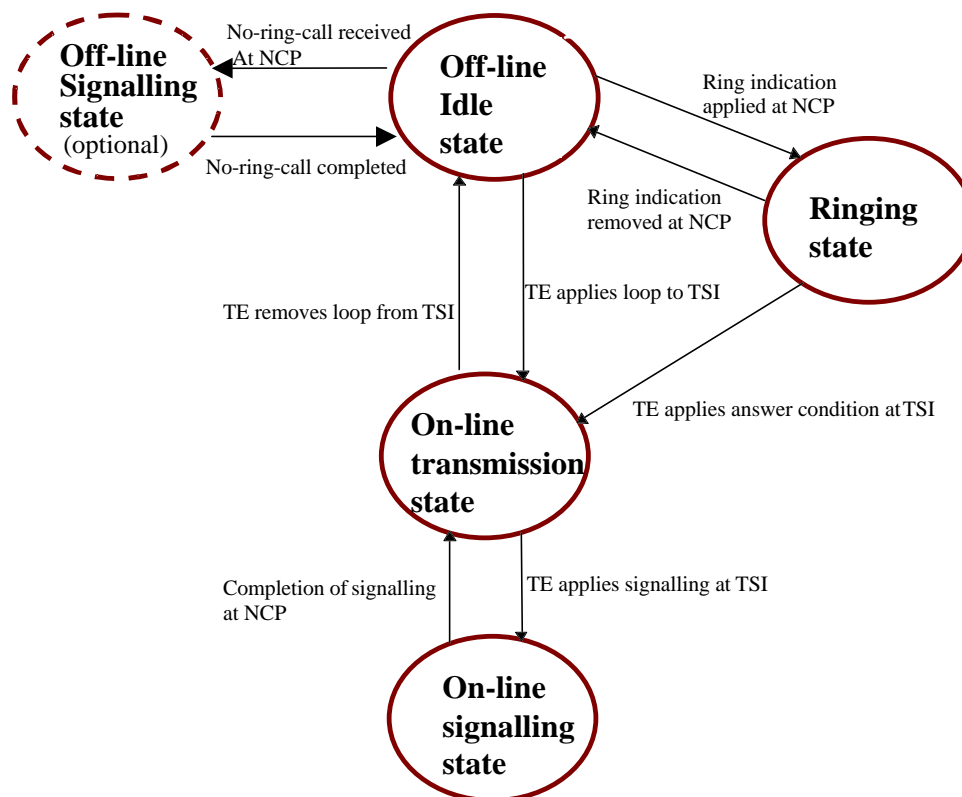 No-ring-call received
At NCP
Off-line
Signalling
state
(optional)
Off-line
Idle
state
Ring indication
applied at NCP
No-ring-call completed
Ring indication
removed at NCP
Ringing
state
TE removes loop from TSI
TE applies loop to TSI
TE applies answer condition at TSI
On-line
transmission
state
Completion of signalling
at NCP
TE applies signalling at TSI
On-line
signalling
state